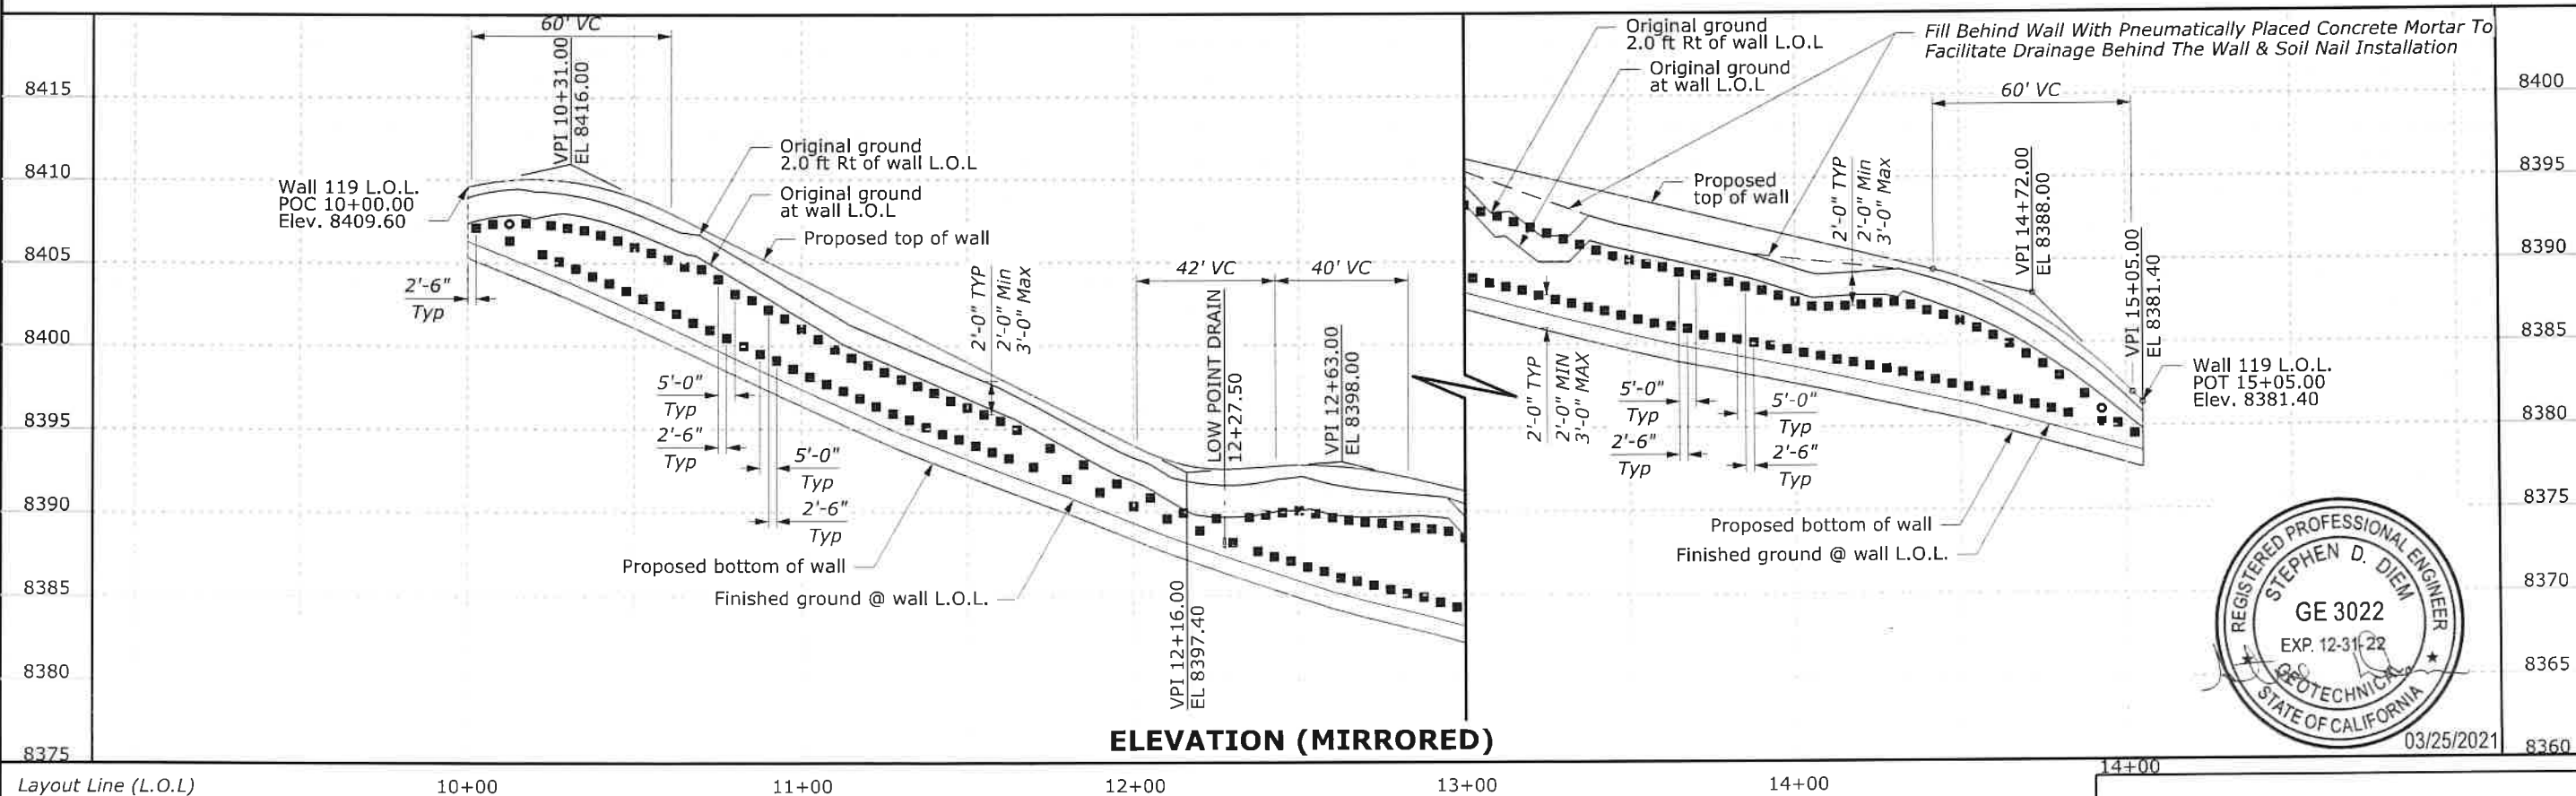 60' VC
VPI 10+31.00
EL 8416.00
Original ground
2.0 ft Rt of wall L.O.L
Original ground
at wall L.O.L
Proposed top of wall
Wall 119 L.O.L.
POC 10+00.00
Elev. 8409.60
2'-6"
Typ
5'-0"
Typ
2'-6"
Typ
5'-0"
Typ
2'-6"
Typ
2'-0" TYP
2'-0" Min
3'-0" Max
42' VC
40' VC
LOW POINT DRAIN
12+27.50
VPI 12+63.00
EL 8398.00
VPI 12+16.00
EL 8397.40
Proposed bottom of wall
Finished ground @ wall L.O.L.
8415
8410
8405
8400
8395
8390
8385
8380
8375
Original ground
2.0 ft Rt of wall L.O.L
Original ground
at wall L.O.L
Fill Behind Wall With Pneumatically Placed Concrete Mortar To
Facilitate Drainage Behind The Wall & Soil Nail Installation
60' VC
Proposed
top of wall
2'-0" TYP
2'-0" Min
3'-0" Max
VPI 14+72.00
EL 8388.00
VPI 15+05.00
EL 8381.40
Wall 119 L.O.L.
POT 15+05.00
Elev. 8381.40
2'-0" TYP
2'-0" MIN
3'-0" MAX
5'-0"
Typ
2'-6"
Typ
5'-0"
Typ
2'-6"
Typ
Proposed bottom of wall
Finished ground @ wall L.O.L.
8400
8395
8390
8385
8380
8375
8370
8365
8360
REGISTERED PROFESSIONAL ENGINEER
STEPHEN D. DIEM
GE 3022
EXP. 12-31-22
GEOTECHNICAL
STATE OF CALIFORNIA
03/25/2021
ELEVATION (MIRRORED)
Layout Line (L.O.L)
10+00
11+00
12+00
13+00
14+00
14+00